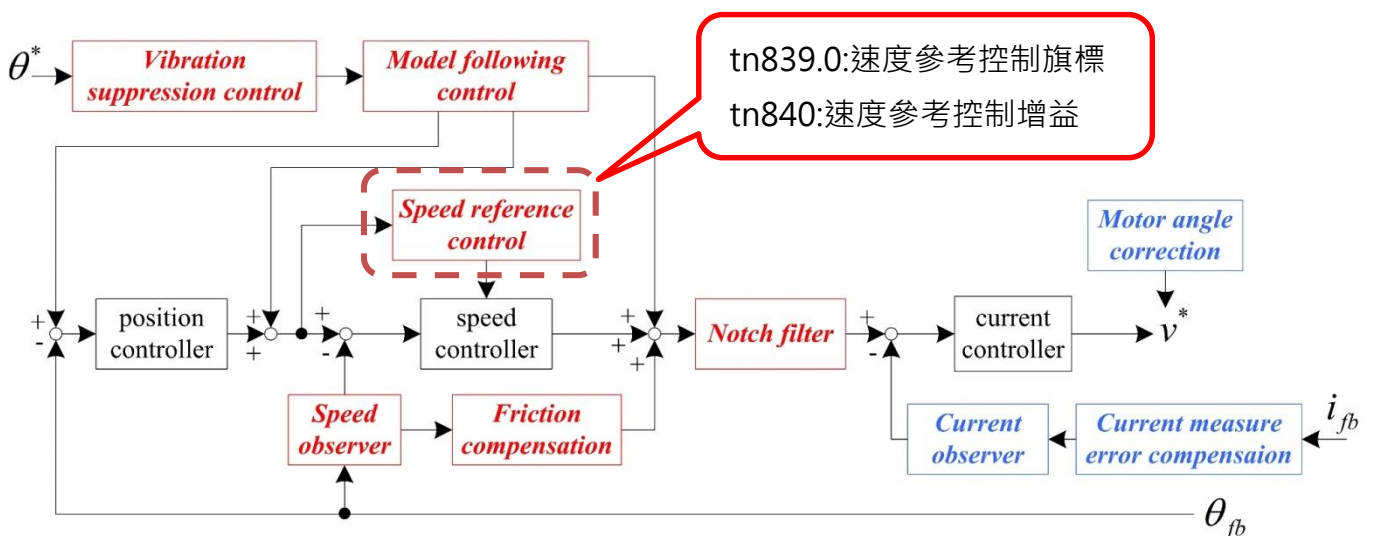 tn839.0:速度參考控制旗標
tn840:速度參考控制增益
θ*
Vibration
suppression control
Model following
control
Speed reference
control
Motor angle
correction
+
-
position
controller
+
+
+
-
speed
controller
+
+
+
Notch filter
+
-
current
controller
v*
Speed
observer
Friction
compensation
Current
observer
Current measure
error compensaion
i fb
θ fb